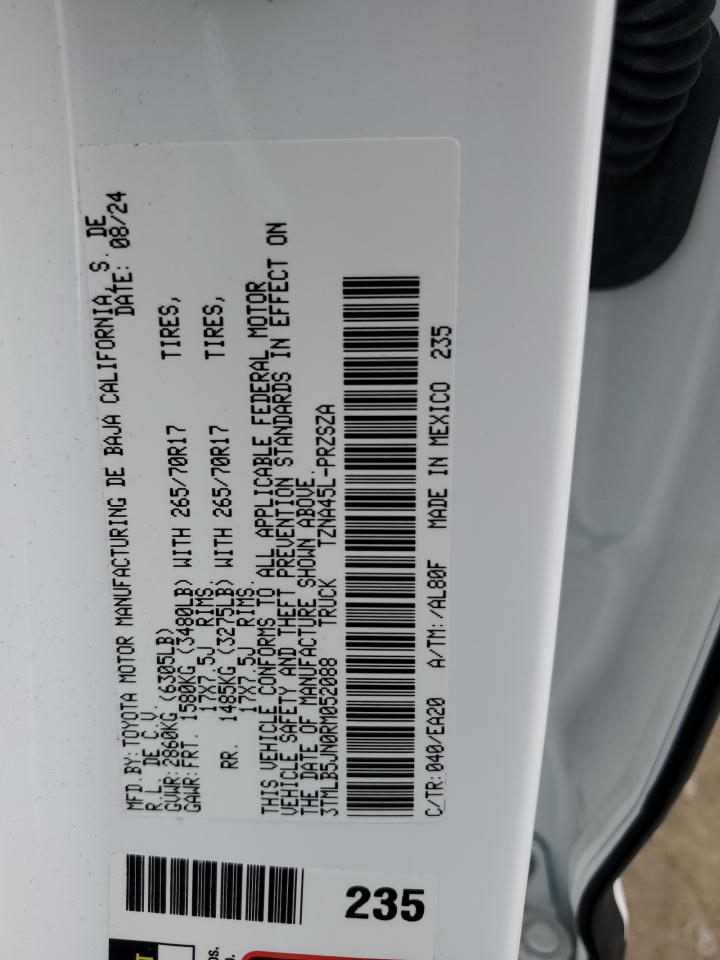 MFD.BY: TOYOTA MOTOR MANUFACTURING DE BAJA CALIFORNIA, S. DE
R.L. DE C.V. DATE: 08/24
GVWR: 2860KG (6305LB)
GAWR: FRT. 1580KG (3480LB) WITH 265/70R17 TIRES,
17X7.5J RIMS.
RR. 1485KG (3275LB) WITH 265/70R17 TIRES,
17X7.5J RIMS.
THIS VEHICLE CONFORMS TO ALL APPLICABLE FEDERAL MOTOR
VEHICLE SAFETY AND THEFT PREVENTION STANDARDS IN EFFECT ON
THE DATE OF MANUFACTURE SHOWN ABOVE.
3TMLB5JN0RM052088 TRUCK TZNA45L-PRZSZA
C/TR: 040/EA20 A/TM: /AL80F MADE IN MEXICO 235
235